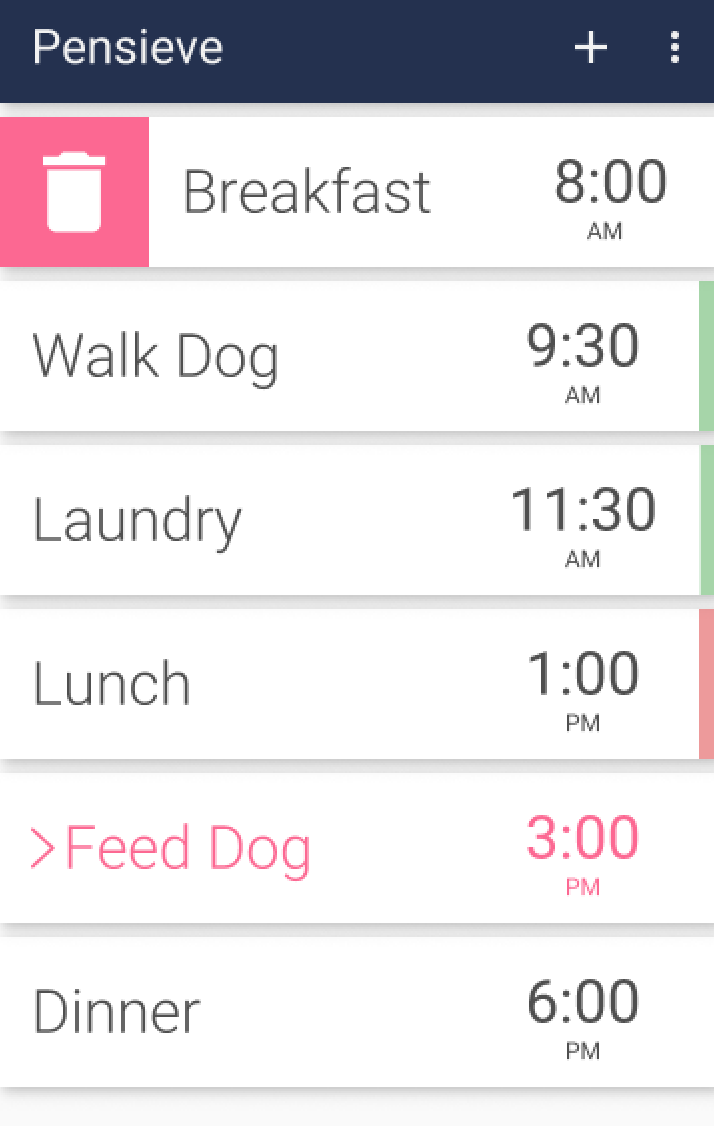 Pensieve
Breakfast 8:00
AM
Walk Dog 9:30
AM
Laundry 11:30
AM
Lunch 1:00
PM
>Feed Dog 3:00
PM
Dinner 6:00
PM